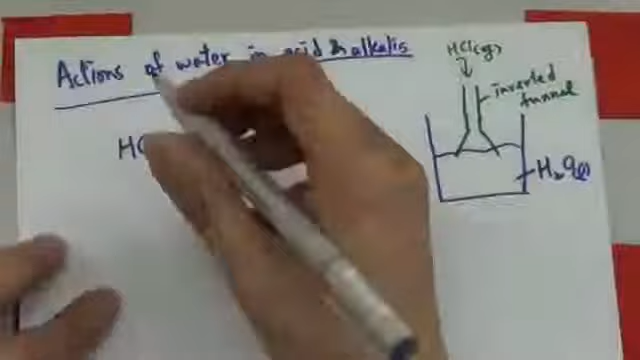 Actions of water in acid & alkalis
HCl(g)
inverted
funnel
H₂O(l)
HC